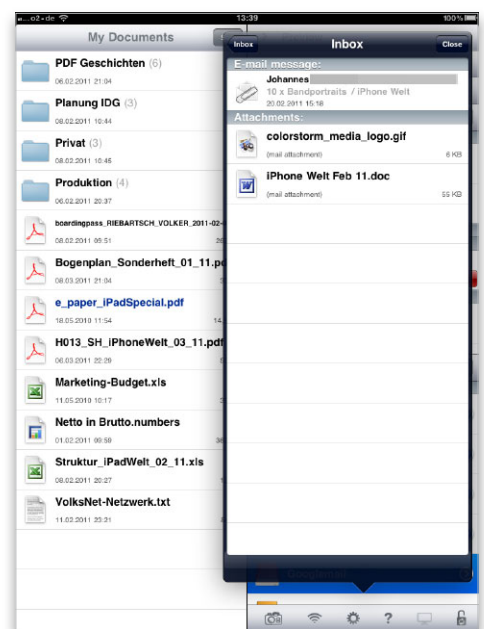 o2-de 13:39 100%
My Documents
PDF Geschichten (6)
06.02.2011 21:04
Planung IDG (3)
08.02.2011 10:44
Privat (3)
08.02.2011 10:45
Produktion (4)
06.02.2011 20:37
boardingpass_RIEBARTSCH_VOLKER_2011-02-
08.02.2011 09:51
Bogenplan_Sonderheft_01_11.pd
08.03.2011 21:04
e_paper_iPadSpecial.pdf
18.05.2010 11:54 14.
H013_SH_iPhoneWelt_03_11.pdf
06.03.2011 22:29
Marketing-Budget.xls
11.05.2010 10:17
Netto in Brutto.numbers
01.02.2011 09:59
Struktur_iPadWelt_02_11.xls
08.02.2011 20:27
VolksNet-Netzwerk.txt
11.02.2011 23:21
Inbox Inbox Close
E-mail message:
Johannes
10 x Bandportraits / iPhone Welt
20.02.2011 15:18
Attachments:
colorstorm_media_logo.gif
(mail attachment) 6 KB
iPhone Welt Feb 11.doc
(mail attachment) 55 KB
?